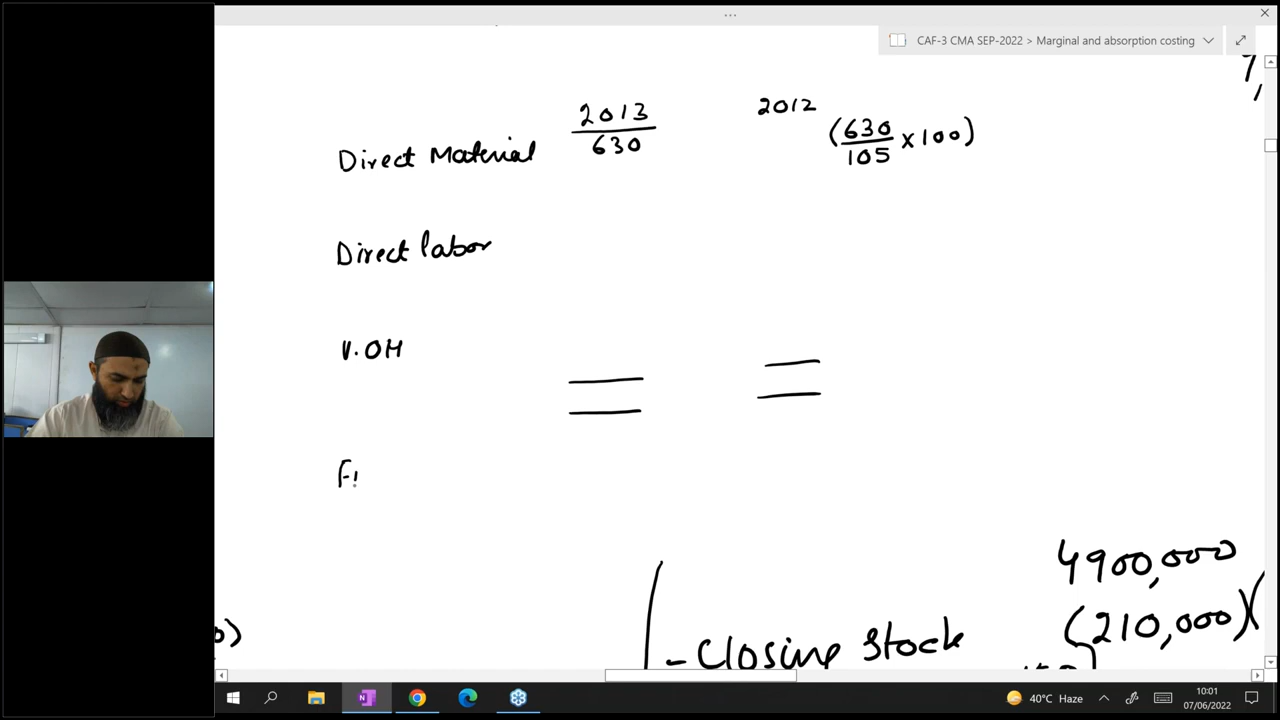 CAF-3 CMA SEP-2022 > Marginal and absorption costing
2013 2012
Direct Material 630 (630/105 × 100)
Direct labor
V.OH
F
4900,000
(210,000)(
- Closing Stock
40°C Haze
10:01
07/06/2022